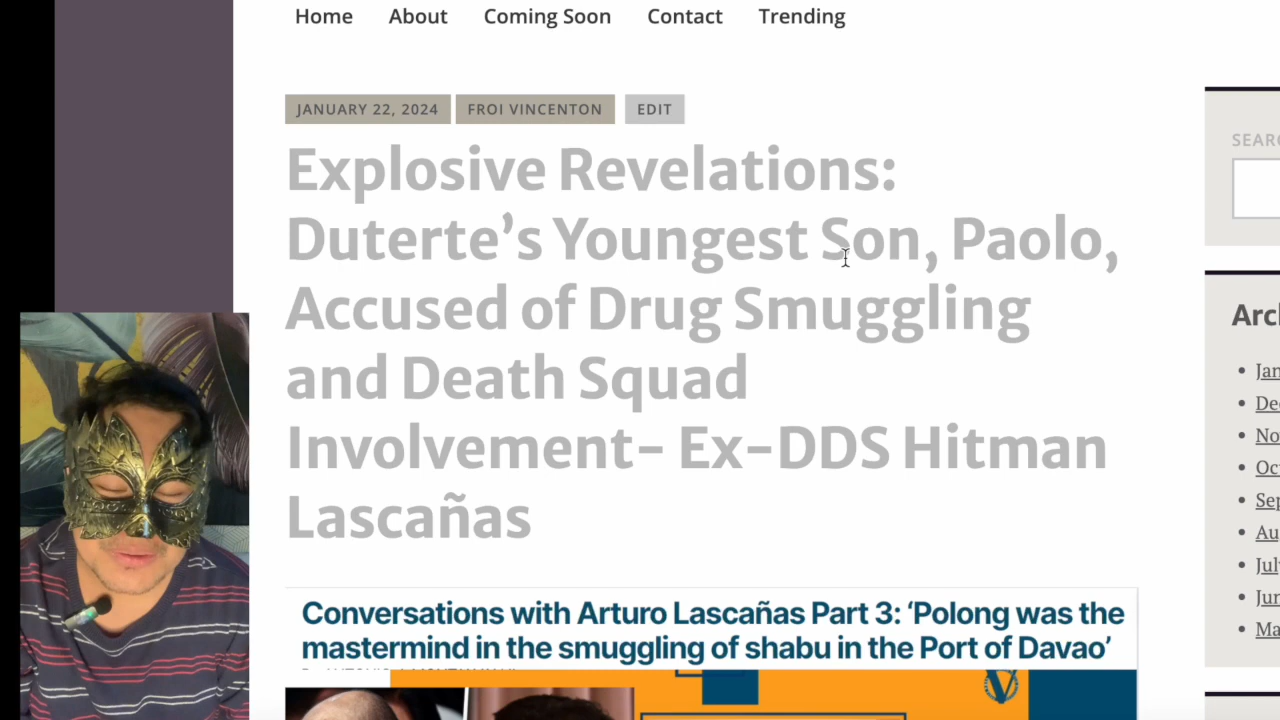 Home About Coming Soon Contact Trending
JANUARY 22, 2024 FROI VINCENTON EDIT
Explosive Revelations:
Duterte’s Youngest Son, Paolo,
Accused of Drug Smuggling
and Death Squad
Involvement– Ex–DDS Hitman
Lascañas
Conversations with Arturo Lascañas Part 3: ‘Polong was the
mastermind in the smuggling of shabu in the Port of Davao’